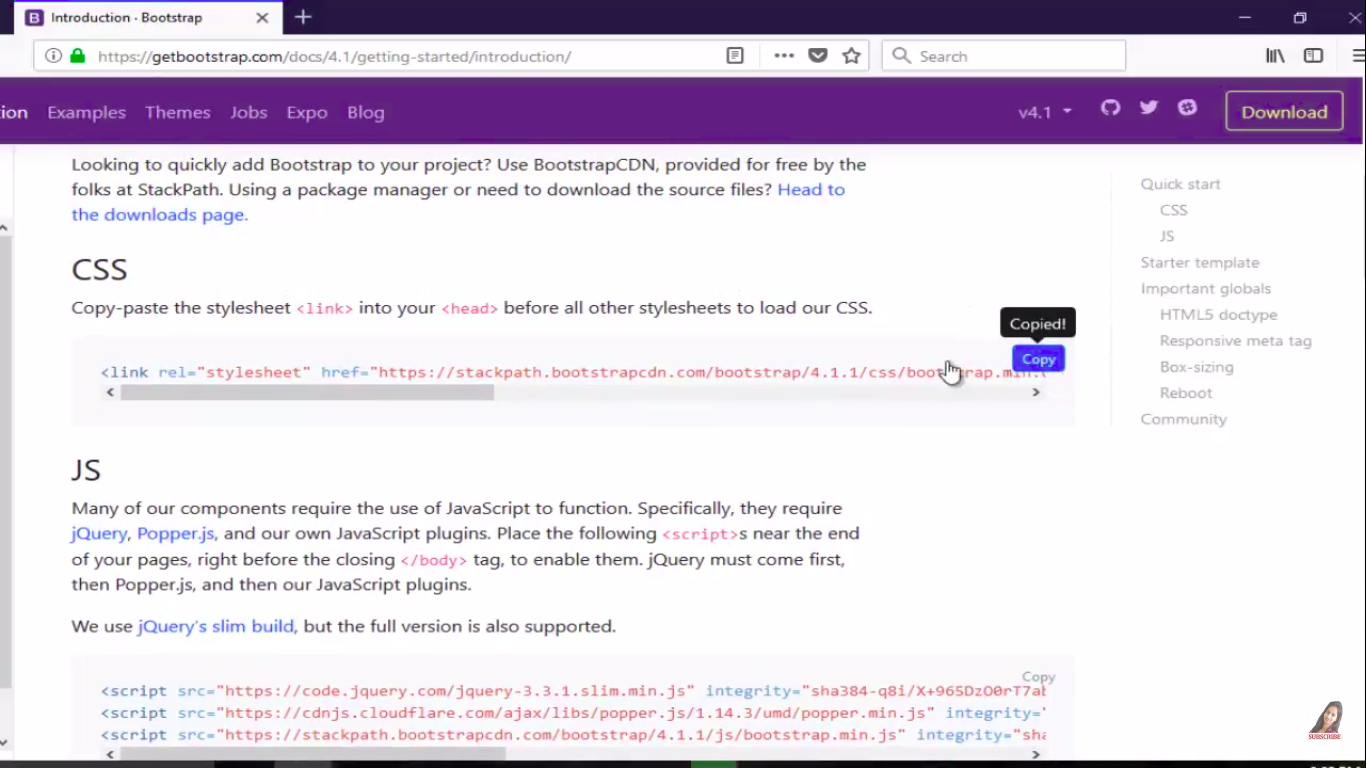 Introduction · Bootstrap
https://getbootstrap.com/docs/4.1/getting-started/introduction/
Search
ion Examples Themes Jobs Expo Blog
v4.1
Download
Looking to quickly add Bootstrap to your project? Use BootstrapCDN, provided for free by the
folks at StackPath. Using a package manager or need to download the source files? Head to
the downloads page.
CSS
Copy-paste the stylesheet <link> into your <head> before all other stylesheets to load our CSS.
Copied!
Copy
<link rel="stylesheet" href="https://stackpath.bootstrapcdn.com/bootstrap/4.1.1/css/bootstrap.min.
JS
Many of our components require the use of JavaScript to function. Specifically, they require
jQuery, Popper.js, and our own JavaScript plugins. Place the following <script>s near the end
of your pages, right before the closing </body> tag, to enable them. jQuery must come first,
then Popper.js, and then our JavaScript plugins.
We use jQuery's slim build, but the full version is also supported.
Copy
<script src="https://code.jquery.com/jquery-3.3.1.slim.min.js" integrity="sha384-q8i/X+965DzO0rT7ab
<script src="https://cdnjs.cloudflare.com/ajax/libs/popper.js/1.14.3/umd/popper.min.js" integrity="
<script src="https://stackpath.bootstrapcdn.com/bootstrap/4.1.1/js/bootstrap.min.js" integrity="sha
Quick start
CSS
JS
Starter template
Important globals
HTML5 doctype
Responsive meta tag
Box-sizing
Reboot
Community
SUBSCRIBE